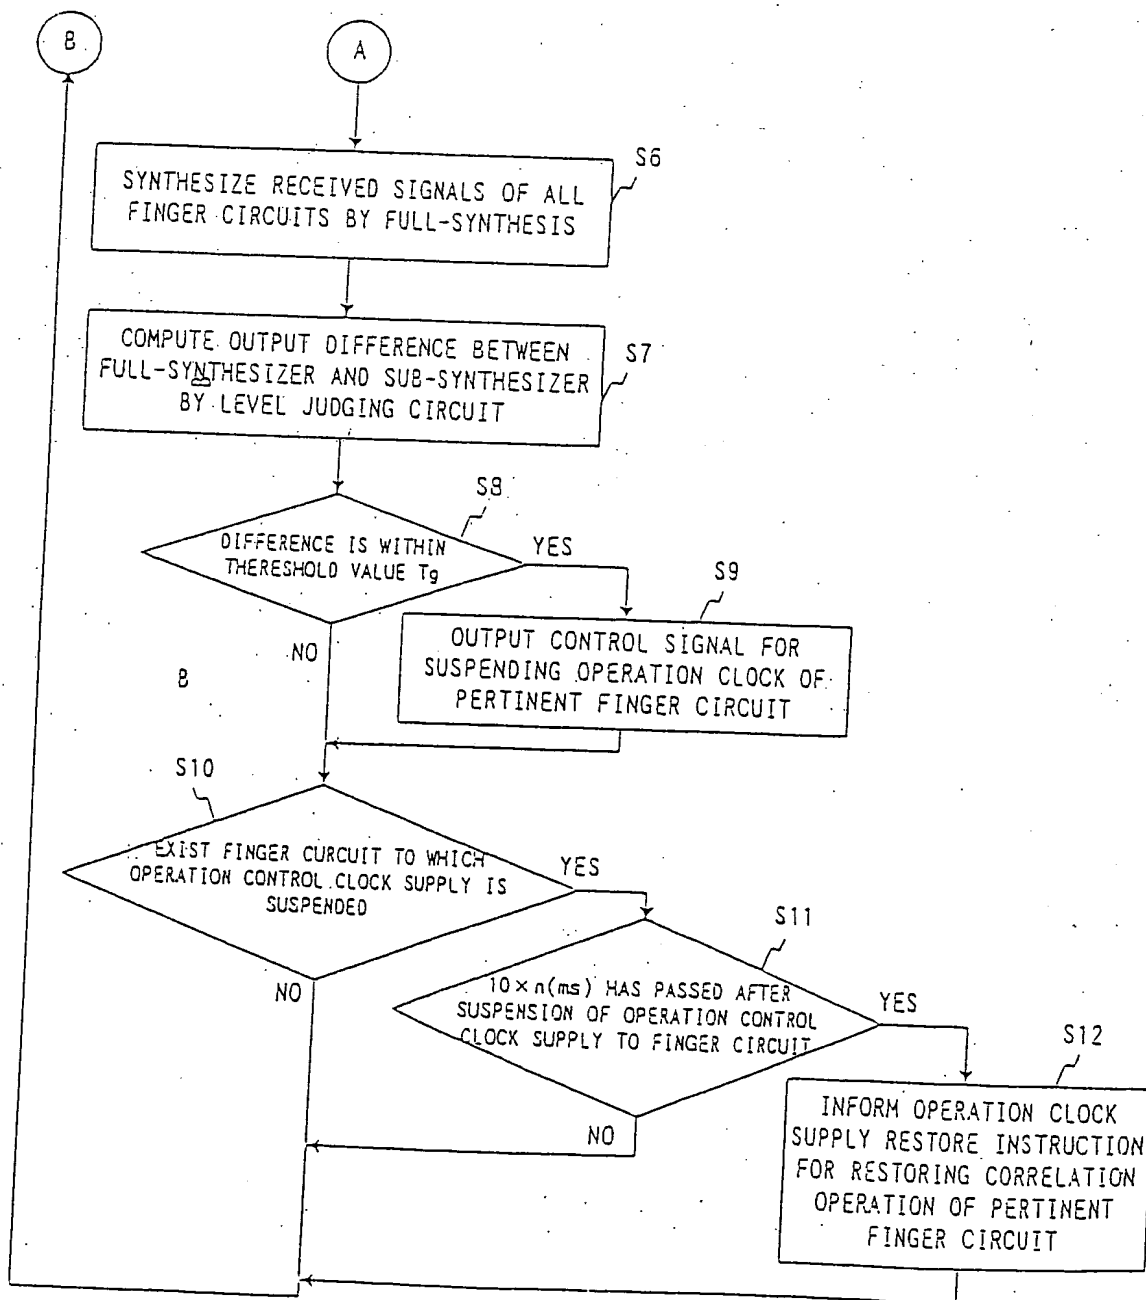 B
A
S6
SYNTHESIZE RECEIVED SIGNALS OF ALL
FINGER CIRCUITS BY FULL-SYNTHESIS
COMPUTE OUTPUT DIFFERENCE BETWEEN
FULL-SYNTHESIZER AND SUB-SYNTHESIZER
BY LEVEL JUDGING CIRCUIT
S7
S8
DIFFERENCE IS WITHIN
THERESHOLD VALUE Tg
YES
S9
NO
OUTPUT CONTROL SIGNAL FOR
SUSPENDING OPERATION CLOCK OF
PERTINENT FINGER CIRCUIT
B
S10
EXIST FINGER CURCUIT TO WHICH
OPERATION CONTROL CLOCK SUPPLY IS
SUSPENDED
YES
NO
S11
10×n(ms) HAS PASSED AFTER
SUSPENSION OF OPERATION CONTROL
CLOCK SUPPLY TO FINGER CIRCUIT
YES
NO
S12
INFORM OPERATION CLOCK
SUPPLY RESTORE INSTRUCTION
FOR RESTORING CORRELATION
OPERATION OF PERTINENT
FINGER CIRCUIT